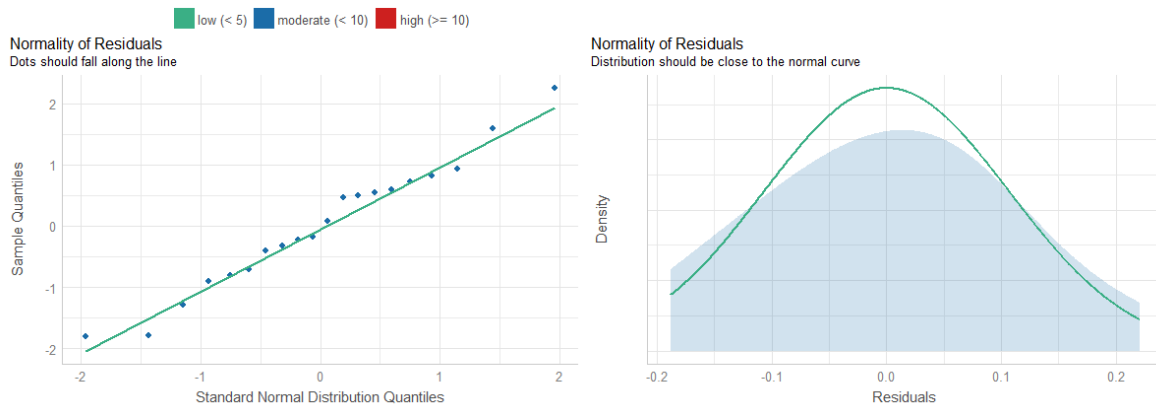 low (< 5) moderate (< 10) high (>= 10)
Normality of Residuals
Dots should fall along the line
Sample Quantiles
2
1
0
-1
-2
-2 -1 0 1 2
Standard Normal Distribution Quantiles
Normality of Residuals
Distribution should be close to the normal curve
Density
-0.2 -0.1 0.0 0.1 0.2
Residuals